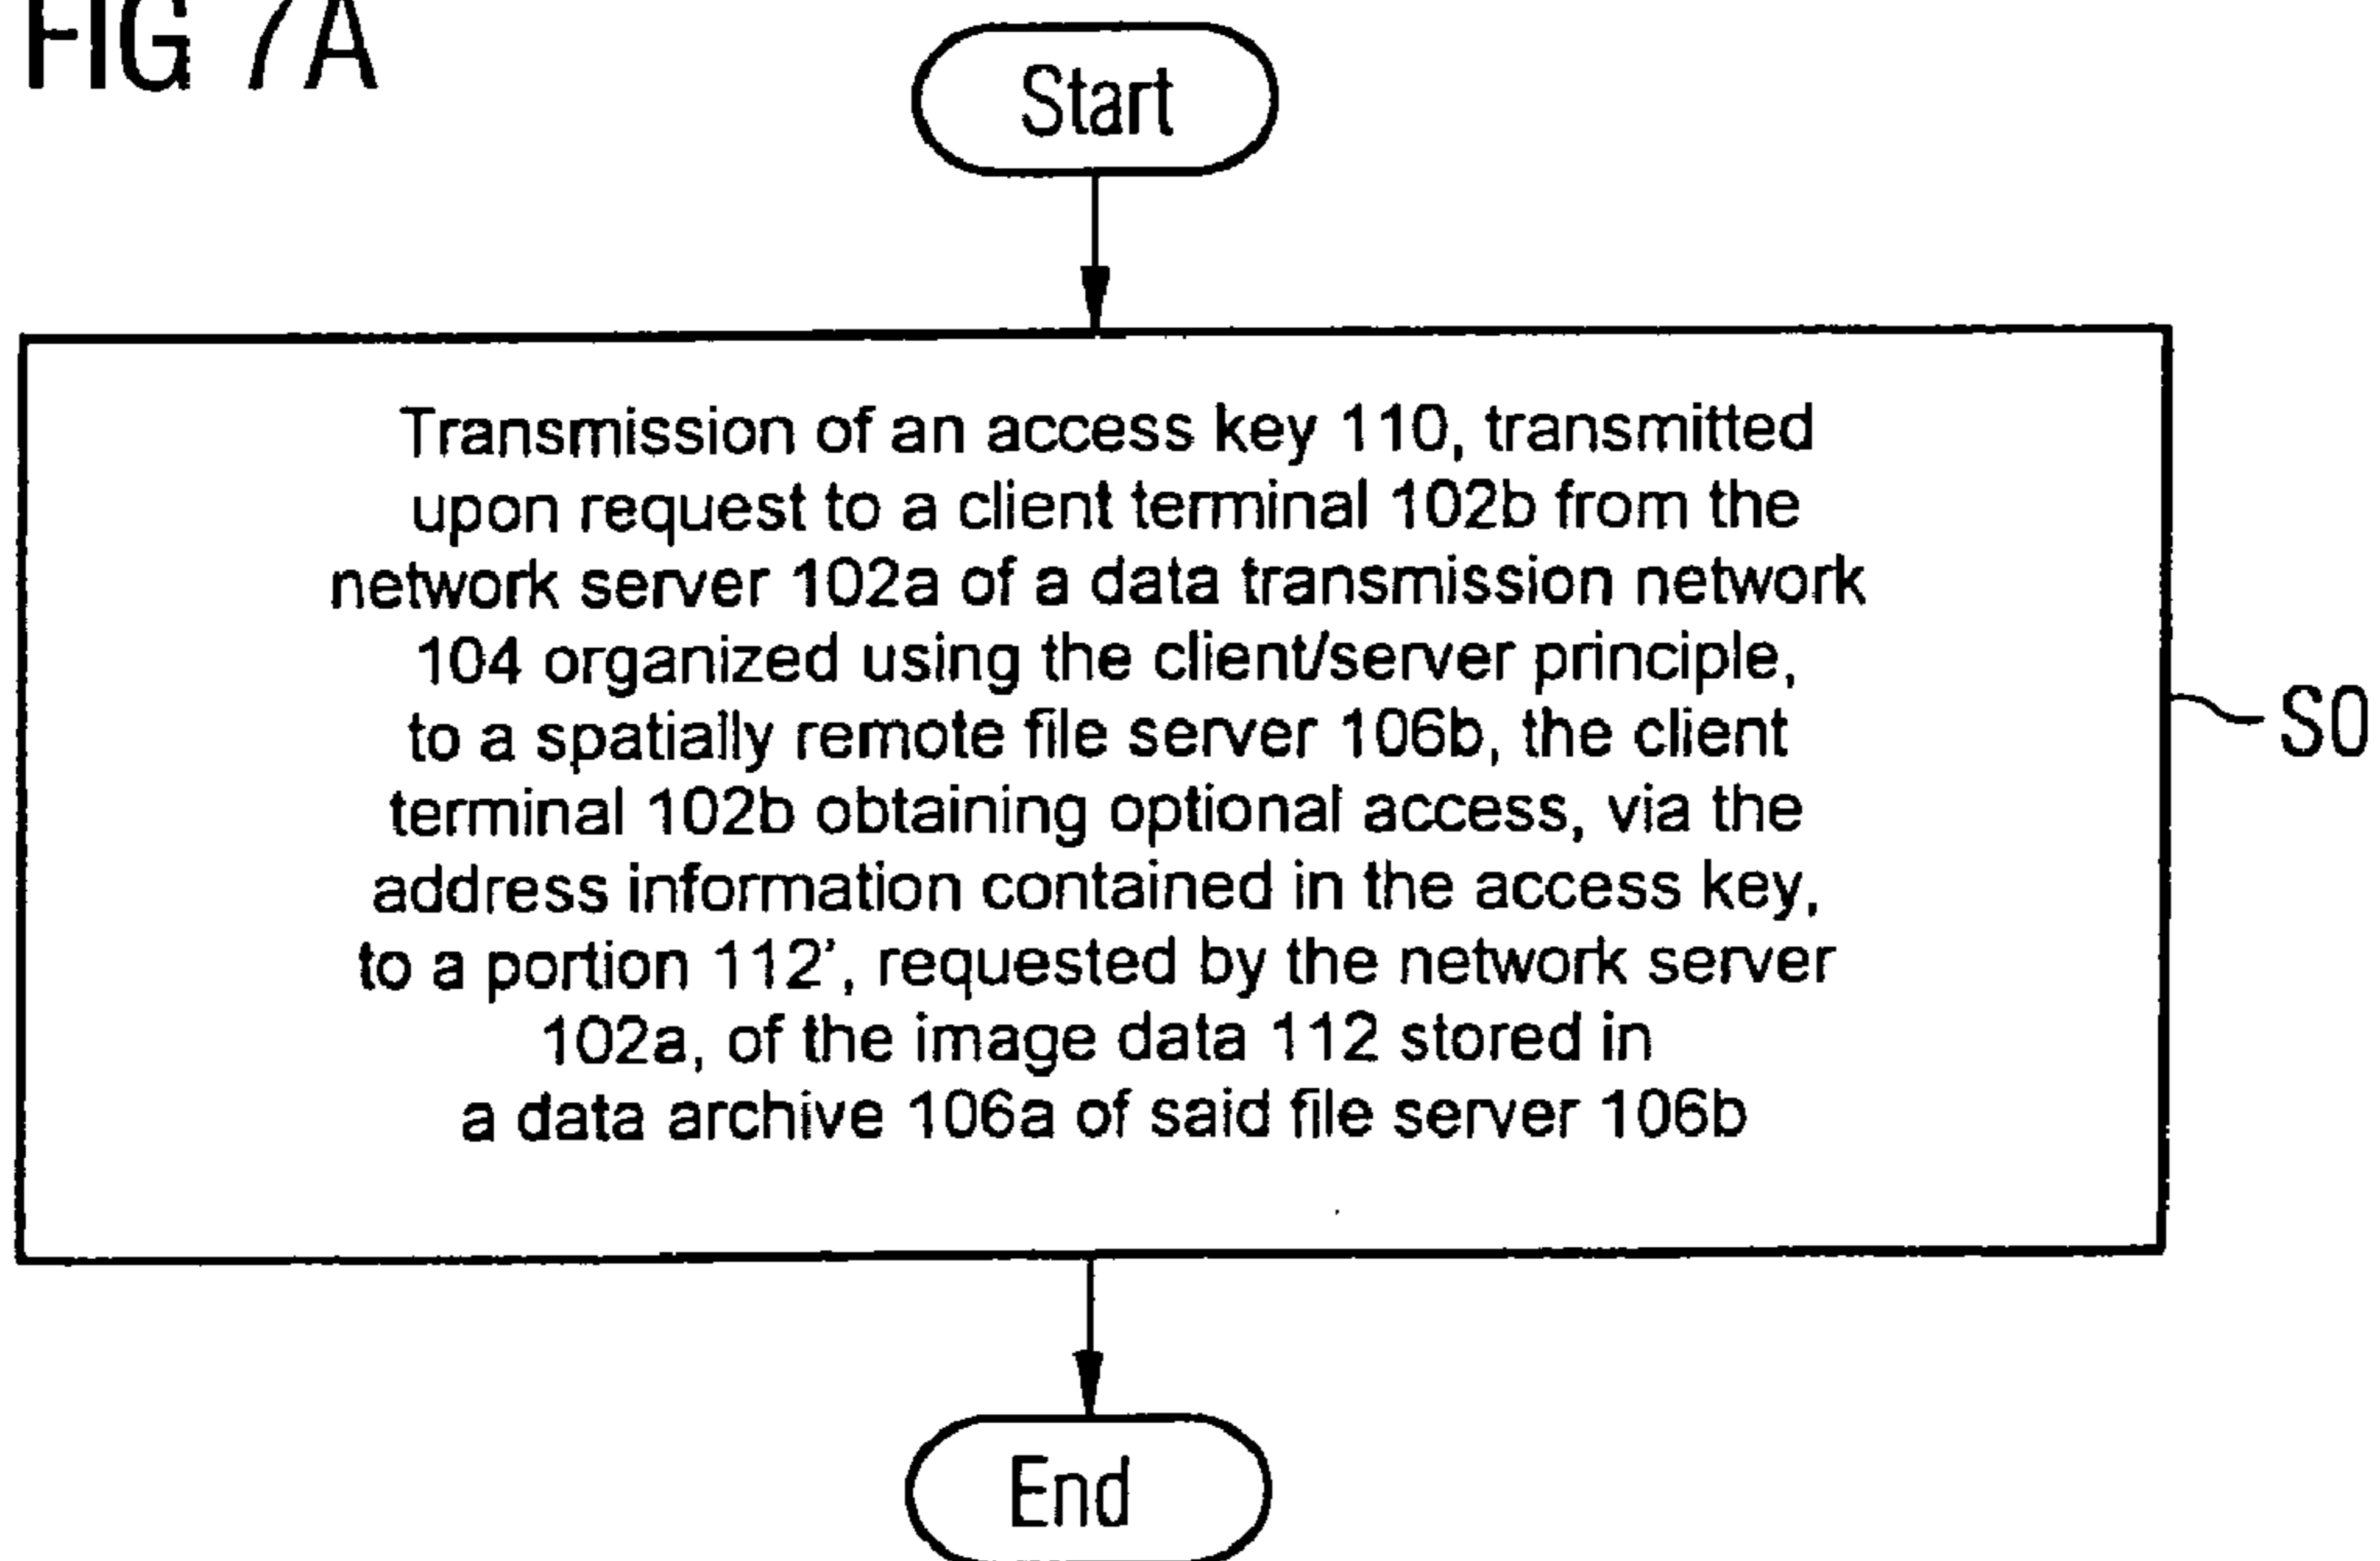 FIG 7A
Start
Transmission of an access key 110, transmitted
upon request to a client terminal 102b from the
network server 102a of a data transmission network
104 organized using the client/server principle,
to a spatially remote file server 106b, the client
terminal 102b obtaining optional access, via the
address information contained in the access key,
to a portion 112', requested by the network server
102a, of the image data 112 stored in
a data archive 106a of said file server 106b
S0
End